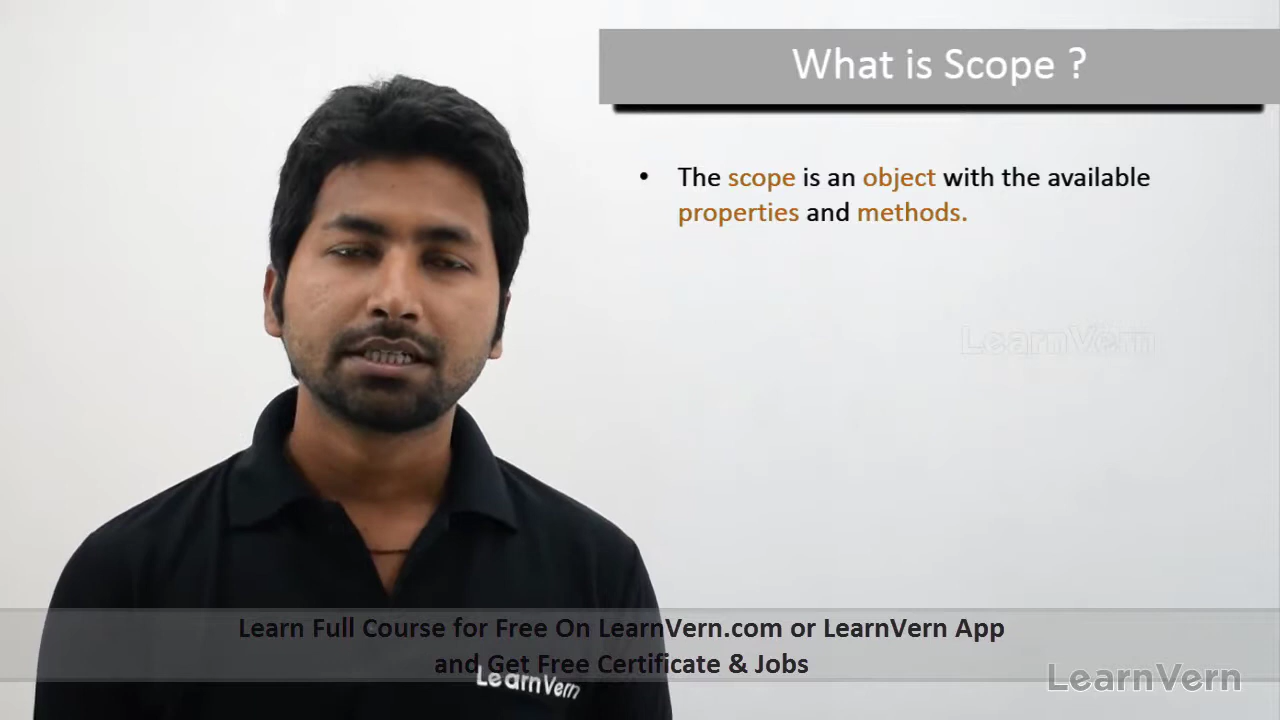 What is Scope ?
• The scope is an object with the available
properties and methods.
LearnVern
Learn Full Course for Free On LearnVern.com or LearnVern App
and Get Free Certificate & Jobs
LearnVern
LearnVern